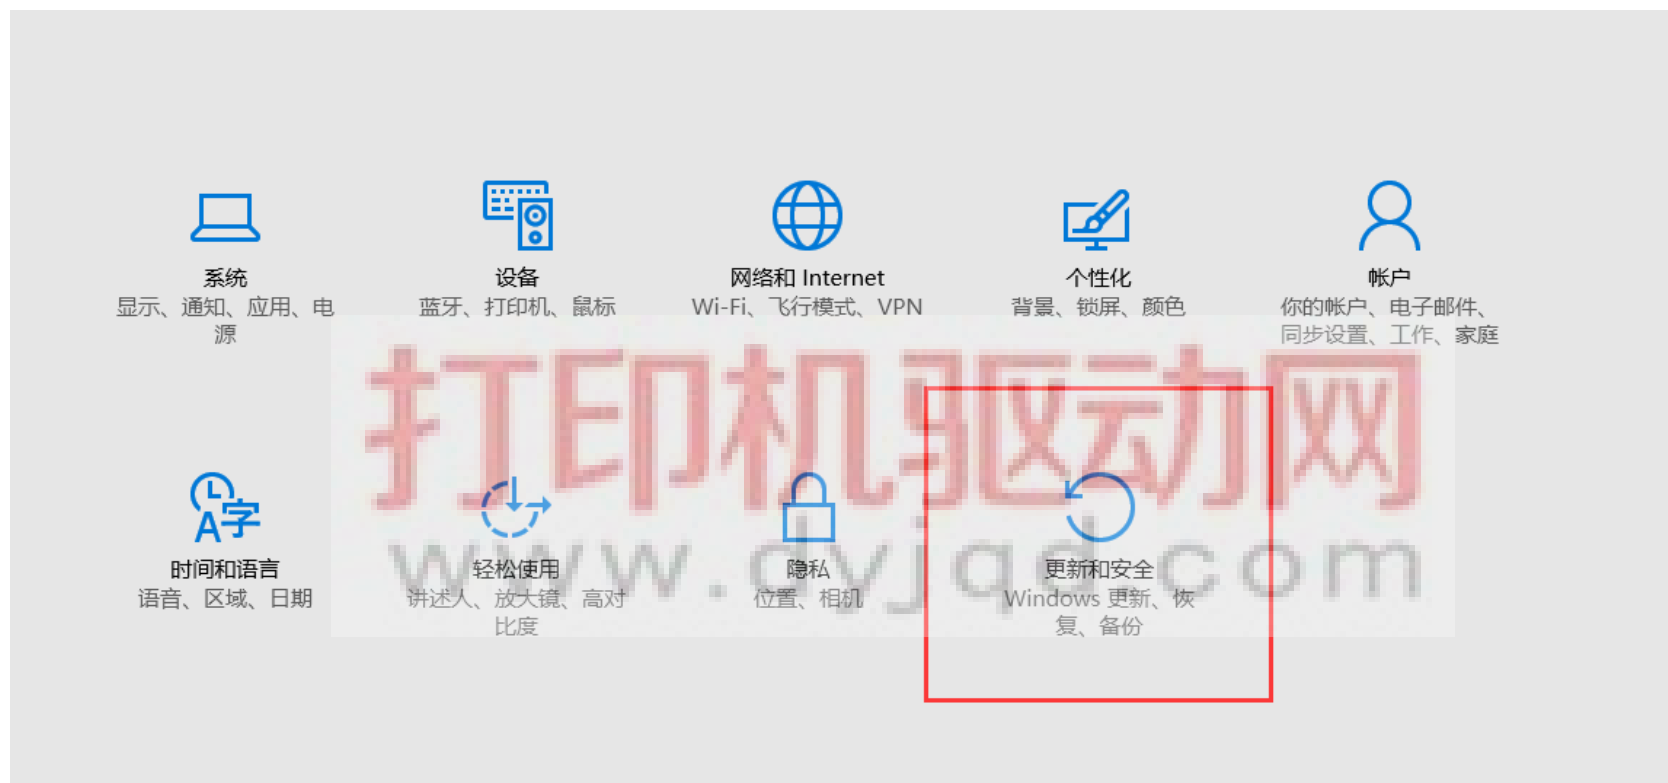 系统
显示、通知、应用、电
源
设备
蓝牙、打印机、鼠标
网络和 Internet
Wi-Fi、飞行模式、VPN
个性化
背景、锁屏、颜色
帐户
你的帐户、电子邮件、
同步设置、工作、家庭
打印机驱动网
www.dyjqd.com
时间和语言
语音、区域、日期
轻松使用
讲述人、放大镜、高对
比度
隐私
位置、相机
更新和安全
Windows 更新、恢
复、备份